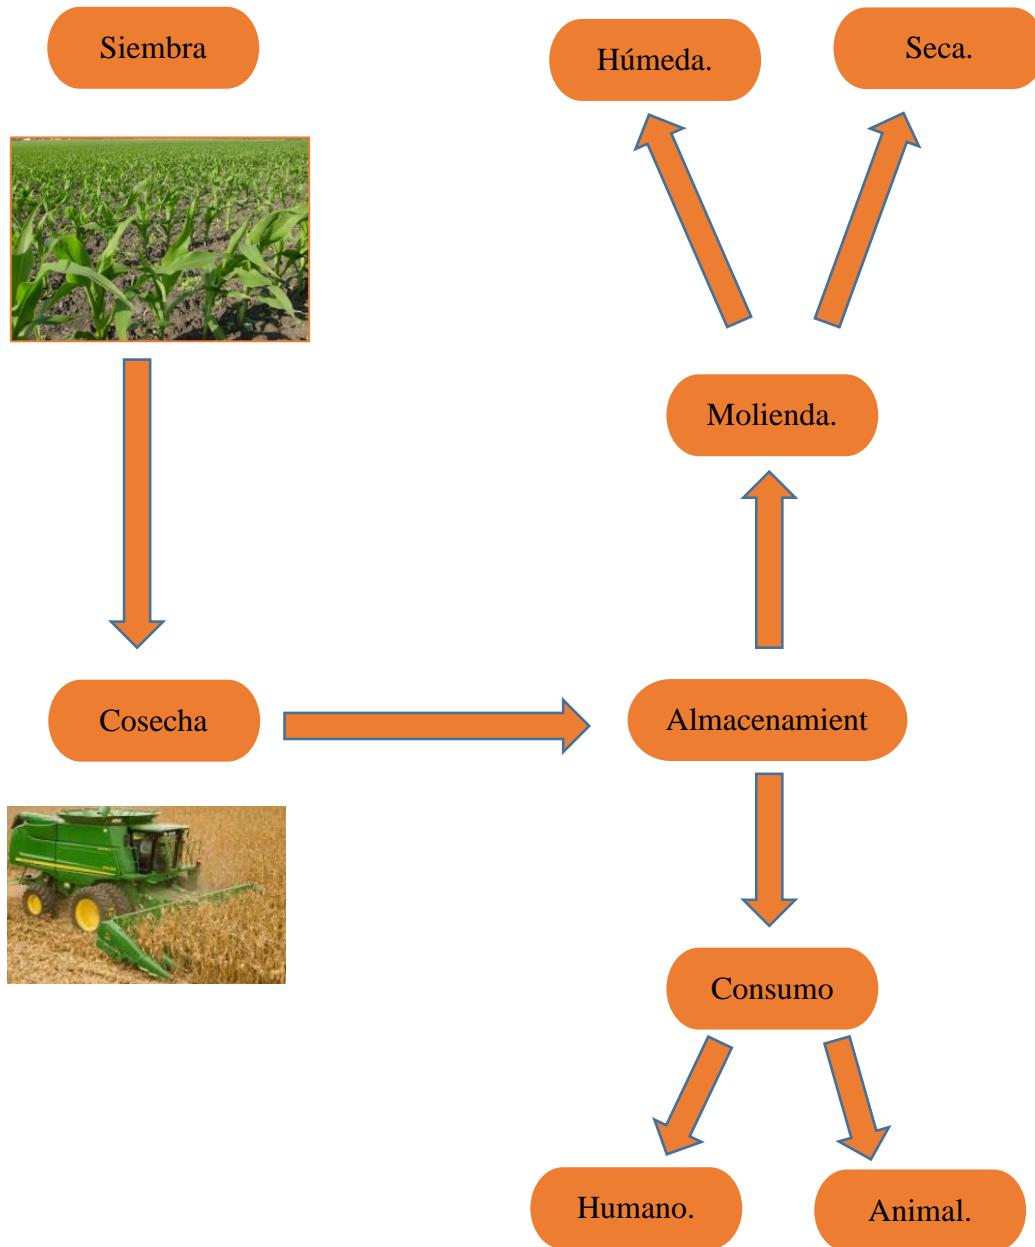 Siembra
Húmeda.
Seca.
Molienda.
Cosecha
Almacenamient
Consumo
Humano.
Animal.